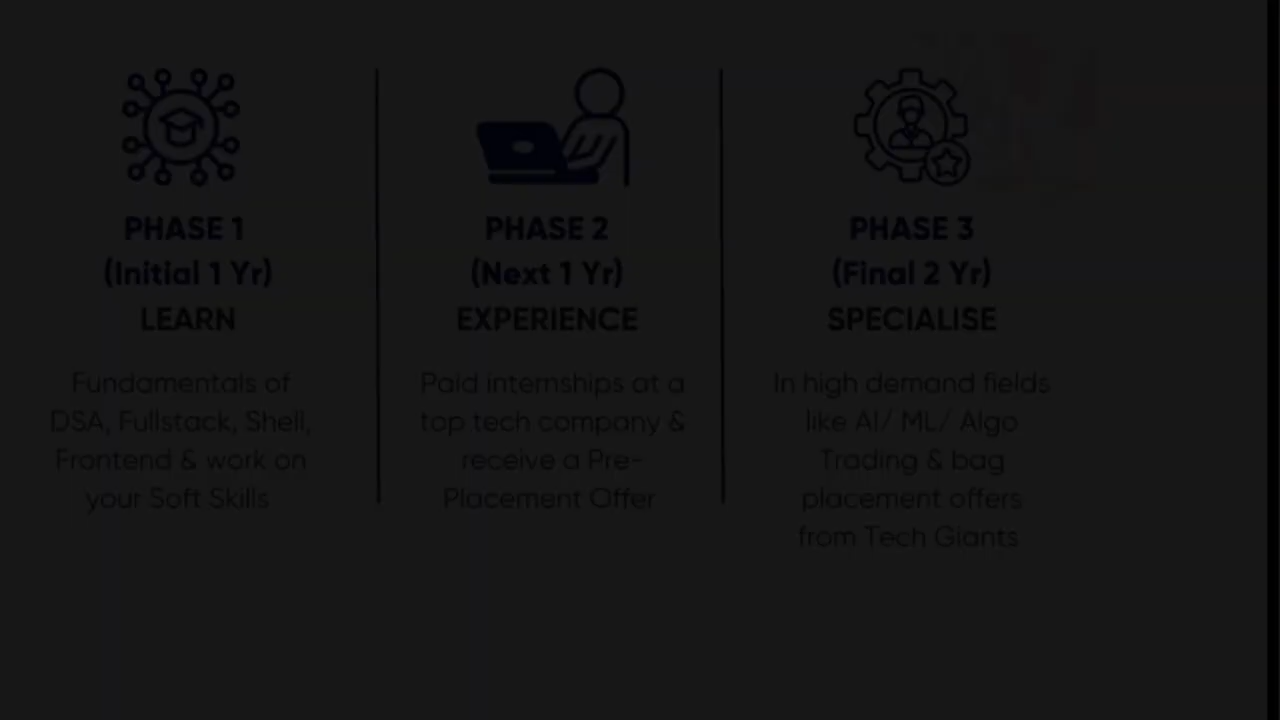 PHASE 1
(Initial 1 Yr)
LEARN
Fundamentals of
DSA, Fullstack, Shell,
Frontend & work on
your Soft Skills
PHASE 2
(Next 1 Yr)
EXPERIENCE
Paid internships at a
top tech company &
receive a Pre-
Placement Offer
PHASE 3
(Final 2 Yr)
SPECIALISE
In high demand fields
like AI/ ML/ Algo
Trading & bag
placement offers
from Tech Giants